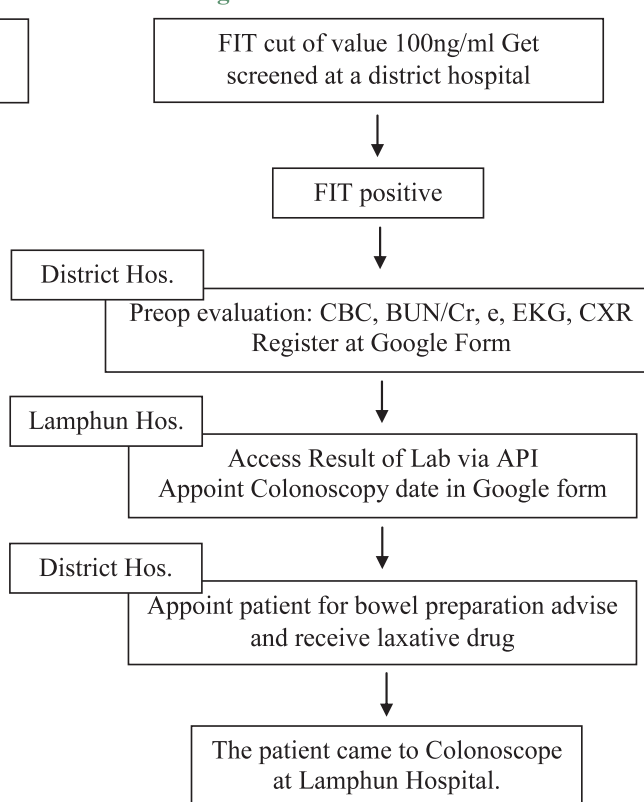 FIT cut of value 100ng/ml Get
screened at a district hospital
FIT positive
District Hos.
Preop evaluation: CBC, BUN/Cr, e, EKG, CXR
Register at Google Form
Lamphun Hos.
Access Result of Lab via API
Appoint Colonoscopy date in Google form
District Hos.
Appoint patient for bowel preparation advise
and receive laxative drug
The patient came to Colonoscope
at Lamphun Hospital.